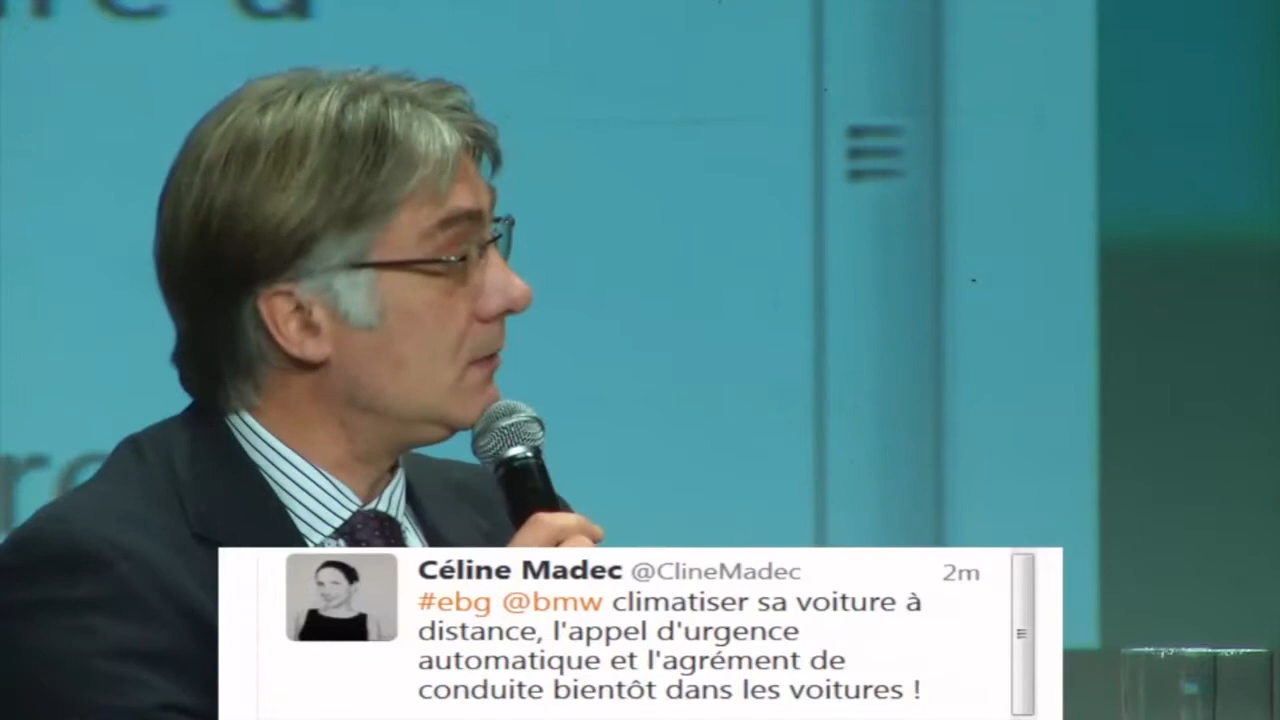 Céline Madec @ClineMadec 2m
#ebg @bmw climatiser sa voiture à
distance, l'appel d'urgence
automatique et l'agrément de
conduite bientôt dans les voitures !